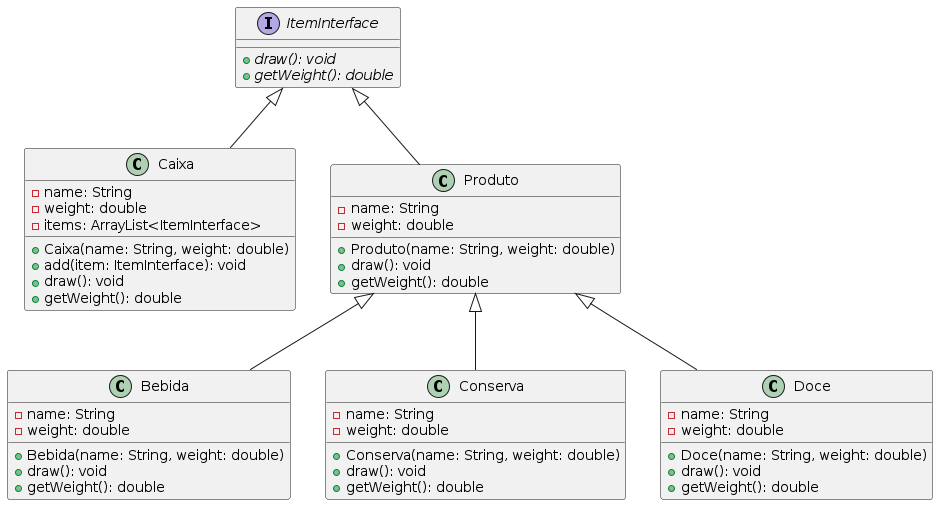 I ItemInterface
draw(): void
getWeight(): double
C Caixa
name: String
weight: double
items: ArrayList<ItemInterface>
Caixa(name: String, weight: double)
add(item: ItemInterface): void
draw(): void
getWeight(): double
C Produto
name: String
weight: double
Produto(name: String, weight: double)
draw(): void
getWeight(): double
C Bebida
name: String
weight: double
Bebida(name: String, weight: double)
draw(): void
getWeight(): double
C Conserva
name: String
weight: double
Conserva(name: String, weight: double)
draw(): void
getWeight(): double
C Doce
name: String
weight: double
Doce(name: String, weight: double)
draw(): void
getWeight(): double